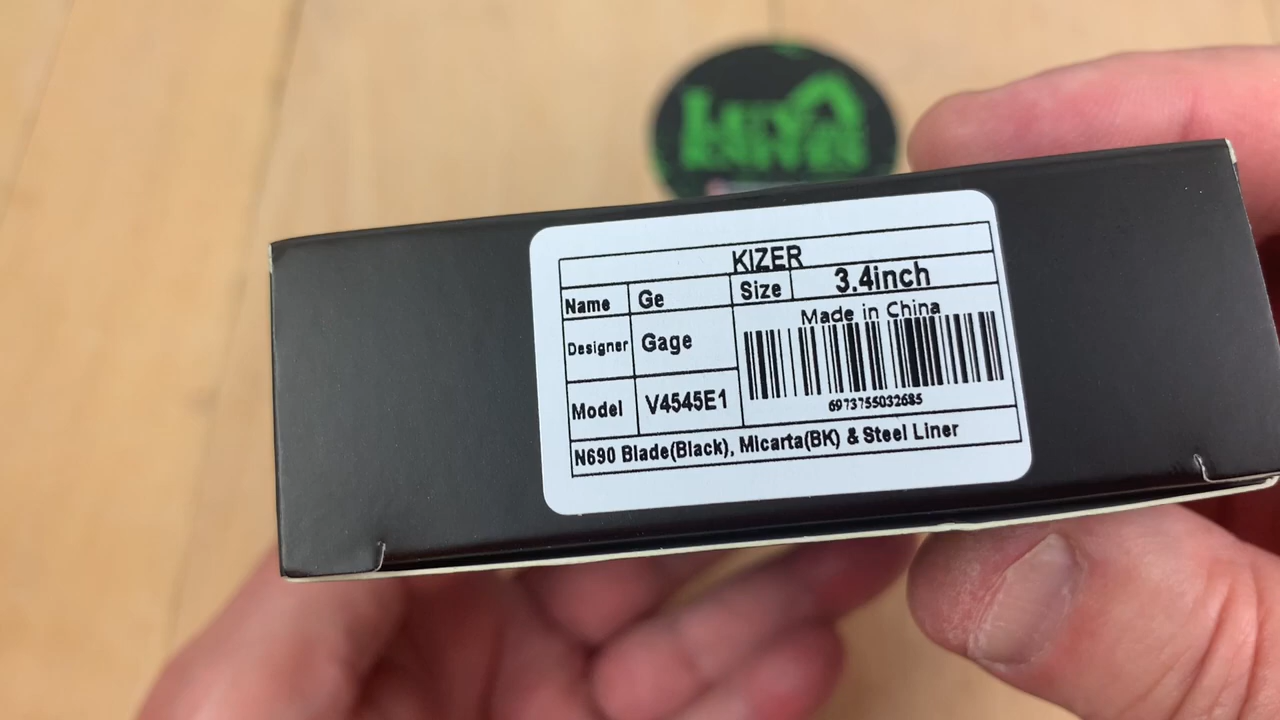 KIZER
Name Ge Size 3.4inch
Made in China
Designer Gage
6973755032685
Model V4545E1
N690 Blade(Black), Micarta(BK) & Steel Liner
KNIVES